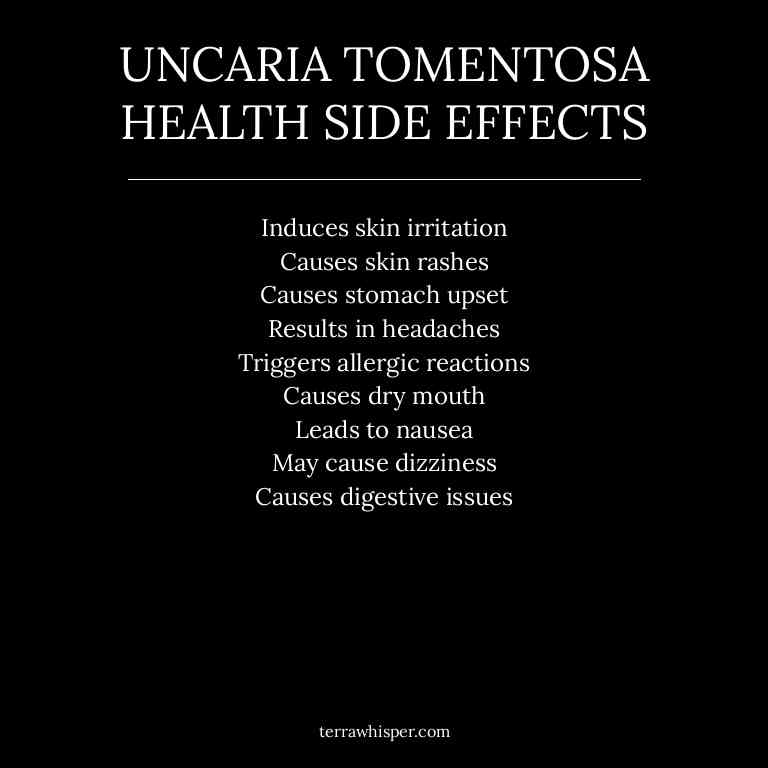 UNCARIA TOMENTOSA
HEALTH SIDE EFFECTS
Induces skin irritation
Causes skin rashes
Causes stomach upset
Results in headaches
Triggers allergic reactions
Causes dry mouth
Leads to nausea
May cause dizziness
Causes digestive issues
terrawhisper.com